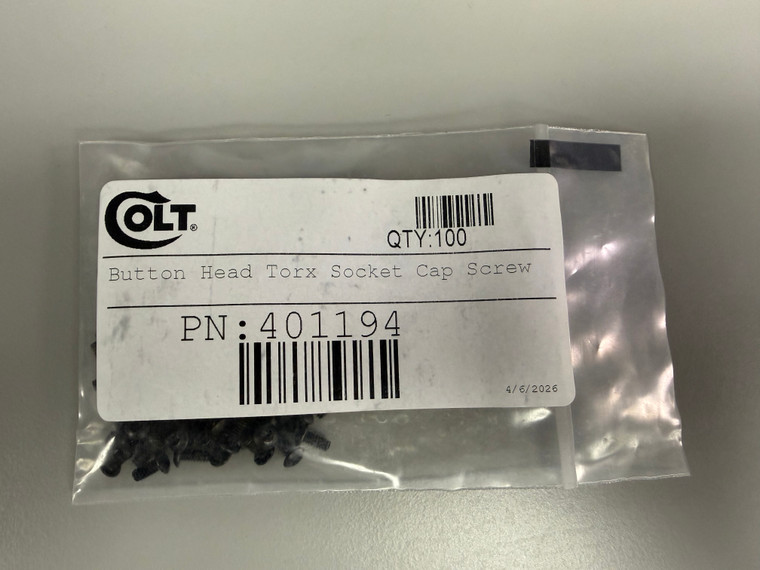 COLT®
QTY:100
Button Head Torx Socket Cap Screw
PN:401194
4/6/2026